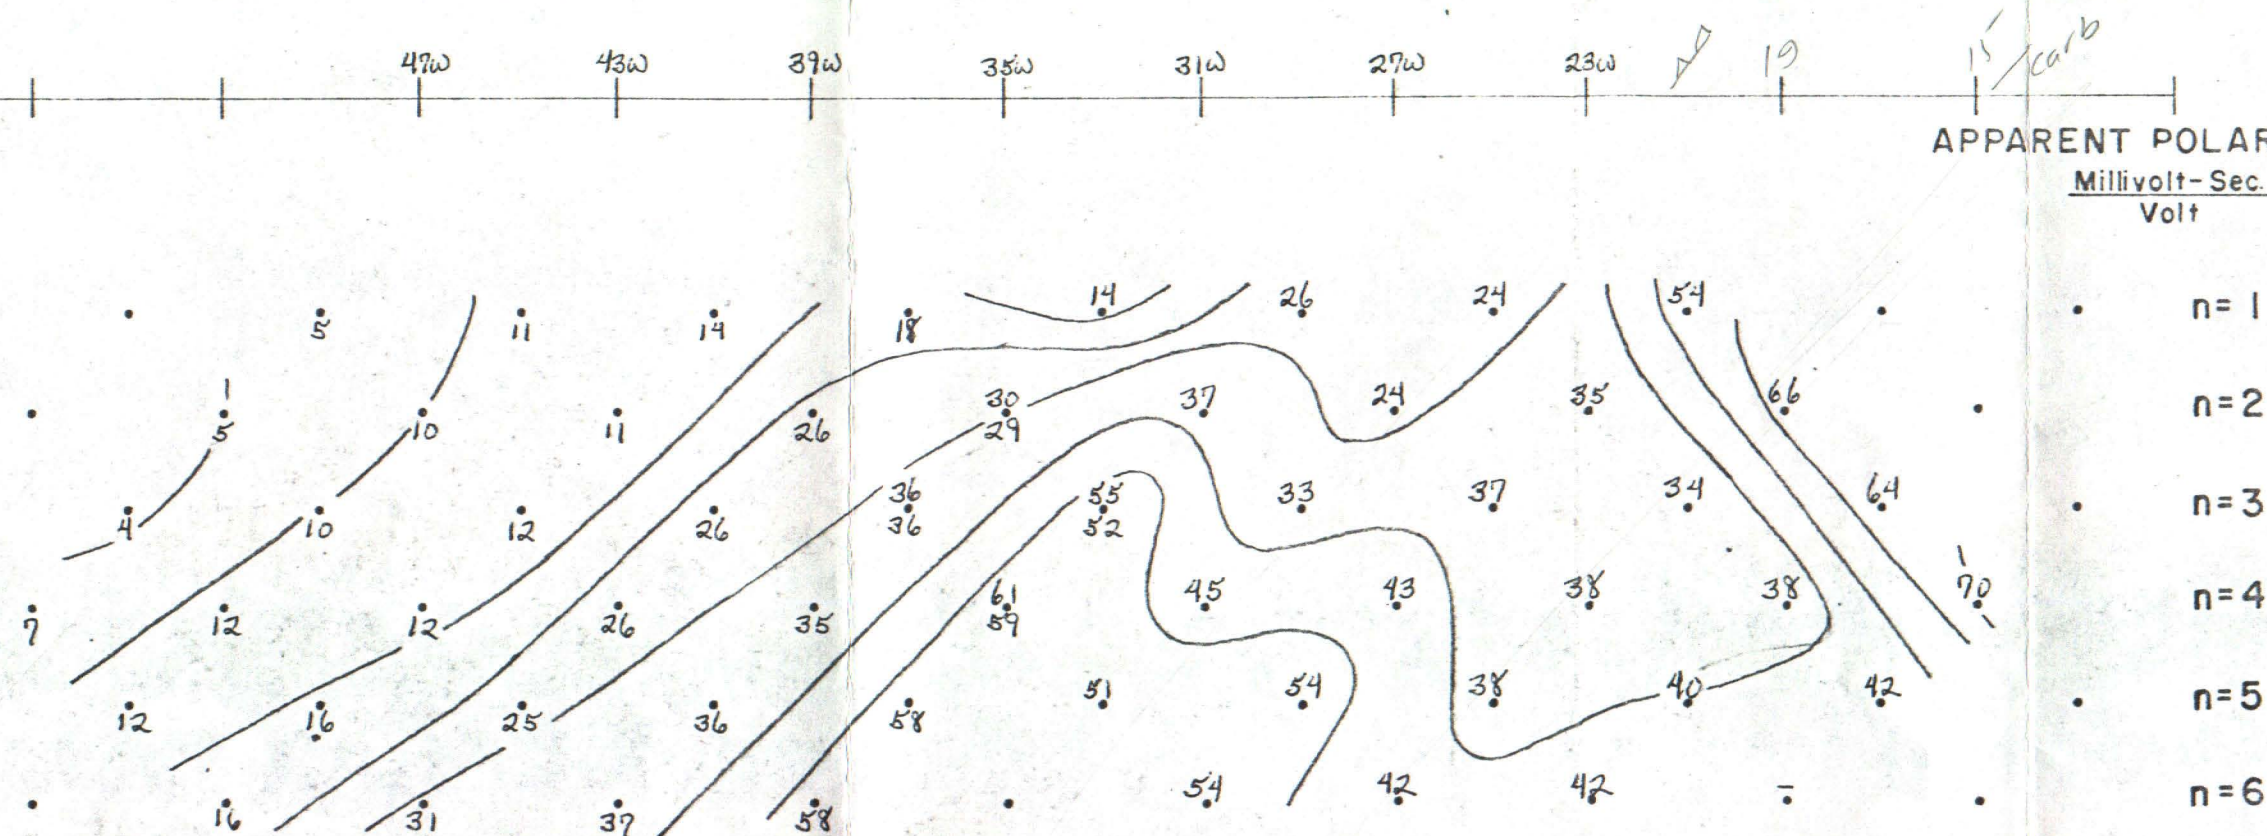 47W 43W 39W 35W 31W 27W 23W 19 15 carb
APPARENT POLAR
Millivolt-Sec.
Volt
5 11 14 18 14 26 24 54 n= 1
5 10 11 26 30 29 37 24 35 66 n=2
4 10 12 26 36 36 55 52 33 37 34 64 n=3
7 12 12 26 35 61 59 45 43 38 38 70 n=4
12 16 25 36 58 51 54 38 40 42 n=5
16 31 37 58 54 42 42 – n=6